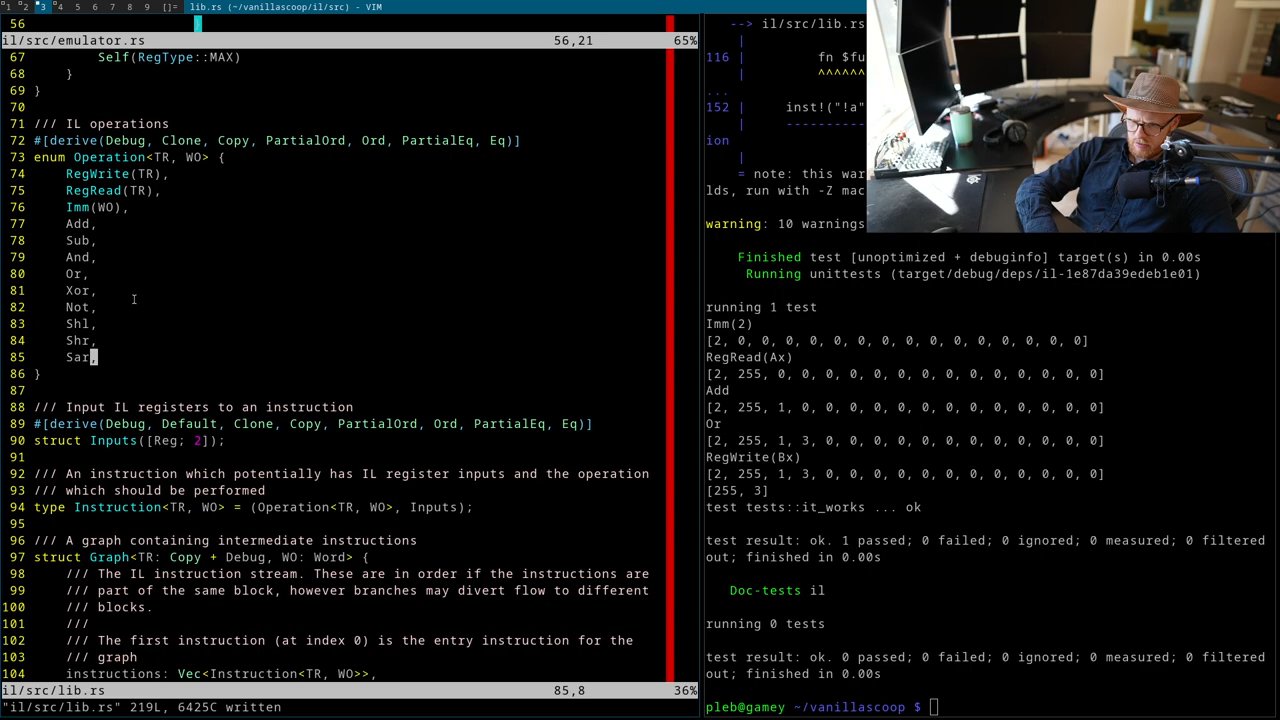 1 2 3 4 5 6 7 8 9 []= lib.rs (~/vanillascoop/il/src) - VIM
56 }
il/src/emulator.rs 56,21 65%
67 Self(RegType::MAX)
68 }
69 }
70
71 /// IL operations
72 #[derive(Debug, Clone, Copy, PartialOrd, Ord, PartialEq, Eq)]
73 enum Operation<TR, WO> {
74 RegWrite(TR),
75 RegRead(TR),
76 Imm(WO),
77 Add,
78 Sub,
79 And,
80 Or,
81 Xor,
82 Not,
83 Shl,
84 Shr,
85 Sar,
86 }
87
88 /// Input IL registers to an instruction
89 #[derive(Debug, Default, Clone, Copy, PartialOrd, Ord, PartialEq, Eq)]
90 struct Inputs([Reg; 2]);
91
92 /// An instruction which potentially has IL register inputs and the operation
93 /// which should be performed
94 type Instruction<TR, WO> = (Operation<TR, WO>, Inputs);
95
96 /// A graph containing intermediate instructions
97 struct Graph<TR: Copy + Debug, WO: Word> {
98 /// The IL instruction stream. These are in order if the instructions are
99 /// part of the same block, however branches may divert flow to different
100 /// blocks.
101 ///
102 /// The first instruction (at index 0) is the entry instruction for the
103 /// graph
104 instructions: Vec<Instruction<TR, WO>>,
il/src/lib.rs 85,8 36%
"il/src/lib.rs" 219L, 6425C written
--> il/src/lib.rs
|
116 | fn $fu
| ^^^^^^
...
152 | inst!("!a"
| ----------
ion
|
= note: this war
lds, run with -Z mac
warning: 10 warnings
Finished test [unoptimized + debuginfo] target(s) in 0.00s
Running unittests (target/debug/deps/il-1e87da39edeb1e01)
running 1 test
Imm(2)
[2, 0, 0, 0, 0, 0, 0, 0, 0, 0, 0, 0, 0, 0, 0, 0]
RegRead(Ax)
[2, 255, 0, 0, 0, 0, 0, 0, 0, 0, 0, 0, 0, 0, 0, 0]
Add
[2, 255, 1, 0, 0, 0, 0, 0, 0, 0, 0, 0, 0, 0, 0, 0]
Or
[2, 255, 1, 3, 0, 0, 0, 0, 0, 0, 0, 0, 0, 0, 0, 0]
RegWrite(Bx)
[2, 255, 1, 3, 0, 0, 0, 0, 0, 0, 0, 0, 0, 0, 0, 0]
[255, 3]
test tests::it_works ... ok
test result: ok. 1 passed; 0 failed; 0 ignored; 0 measured; 0 filtered
out; finished in 0.00s
Doc-tests il
running 0 tests
test result: ok. 0 passed; 0 failed; 0 ignored; 0 measured; 0 filtered
out; finished in 0.00s
pleb@gamey ~/vanillascoop $